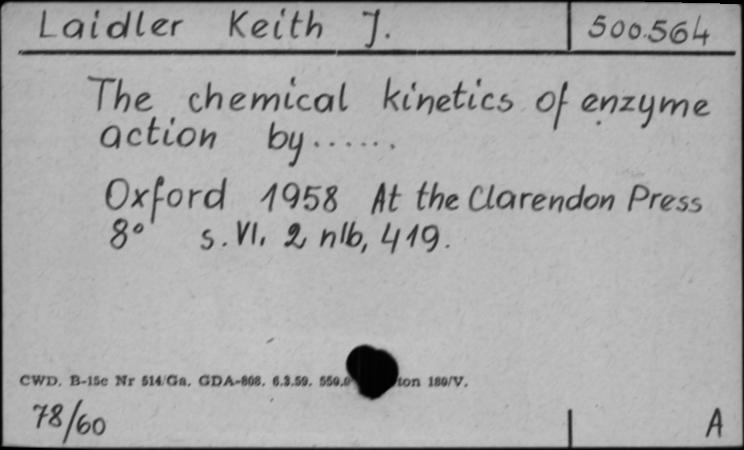 Laidler Keith J. 500.564
The chemical kinetics of enzyme
action by......
Oxford 1958 At the Clarendon Press
8° s. VI, 2 nlb, 419.
CWD. B-15c Nr 514/Ga. GDA-808. 6.3.59. 550.0 ton 180/V.
78/60 A